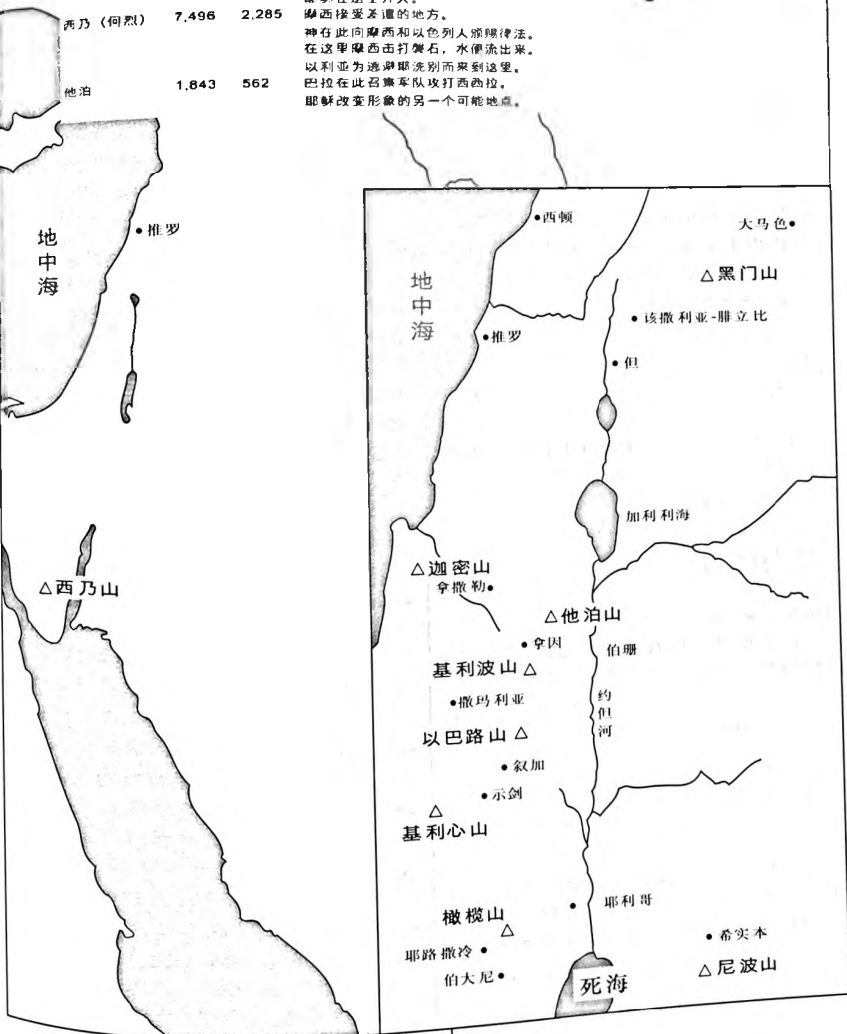 西乃（何烈） 7,496 2,285 摩西接受差遣的地方。
神在此向摩西和以色列人颁赐律法。
在这里摩西击打磐石，水便流出来。
以利亚为逃避耶洗别而来到这里。
他泊 1,843 562 巴拉在此召集军队攻打西西拉。
耶稣改变形象的另一个可能地点。
地中海
推罗
西乃山
地中海
西顿
大马色
黑门山
该撒利亚-腓立比
推罗
但
加利利海
迦密山
拿撒勒
他泊山
拿因
伯珊
基利波山
撒玛利亚
约但河
以巴路山
叙加
示剑
基利心山
耶利哥
橄榄山
希实本
耶路撒冷
尼波山
伯大尼
死海